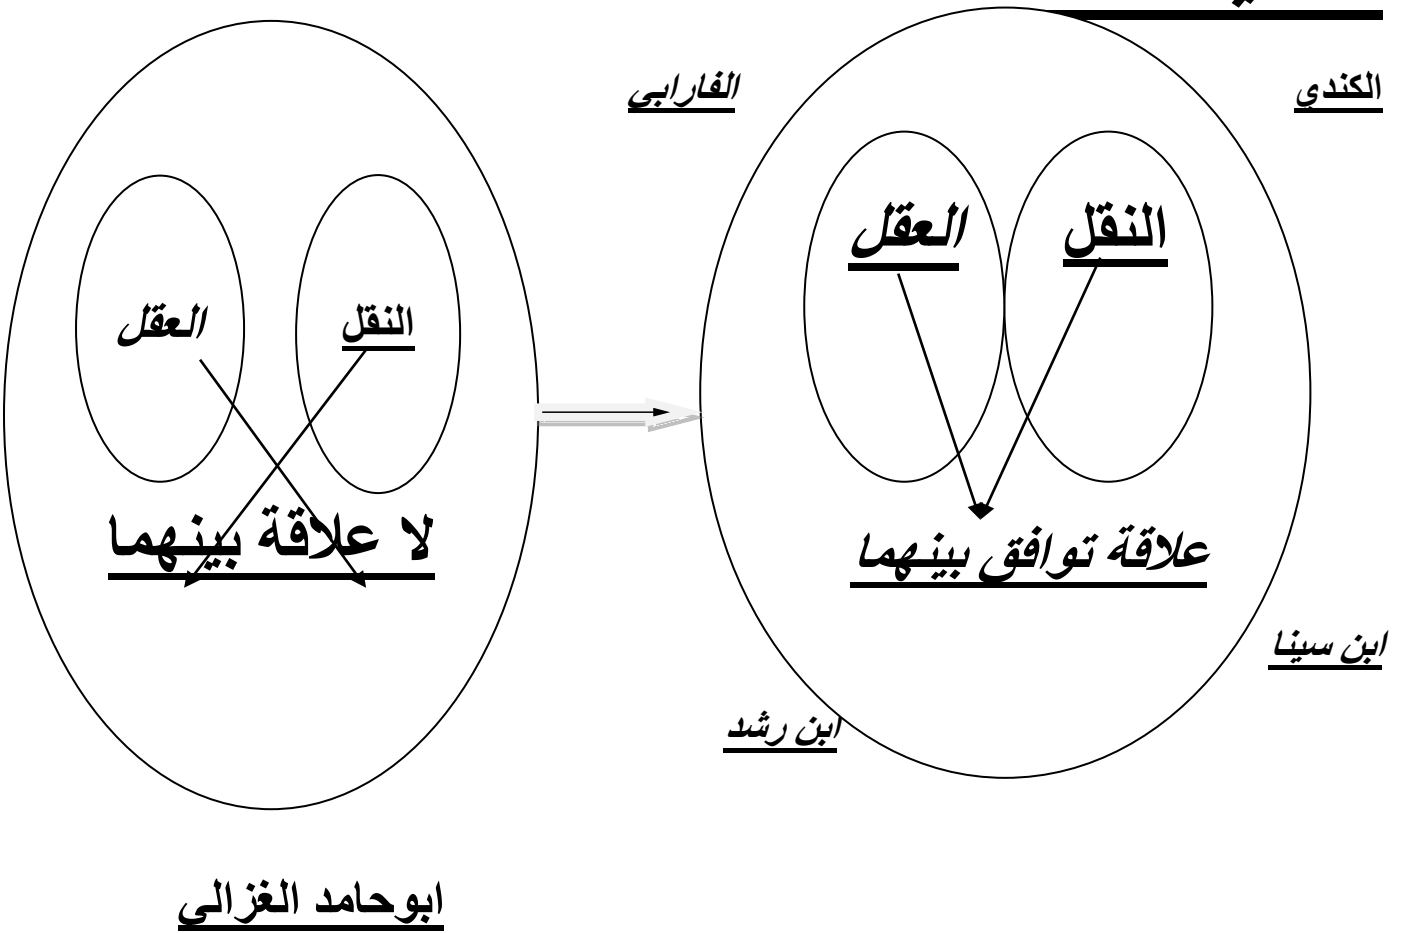 الكندي
الفارابي
النقل
العقل
علاقة توافق بينهما
ابن سينا
ابن رشد
النقل
العقل
لا علاقة بينهما
ابوحامد الغزالي